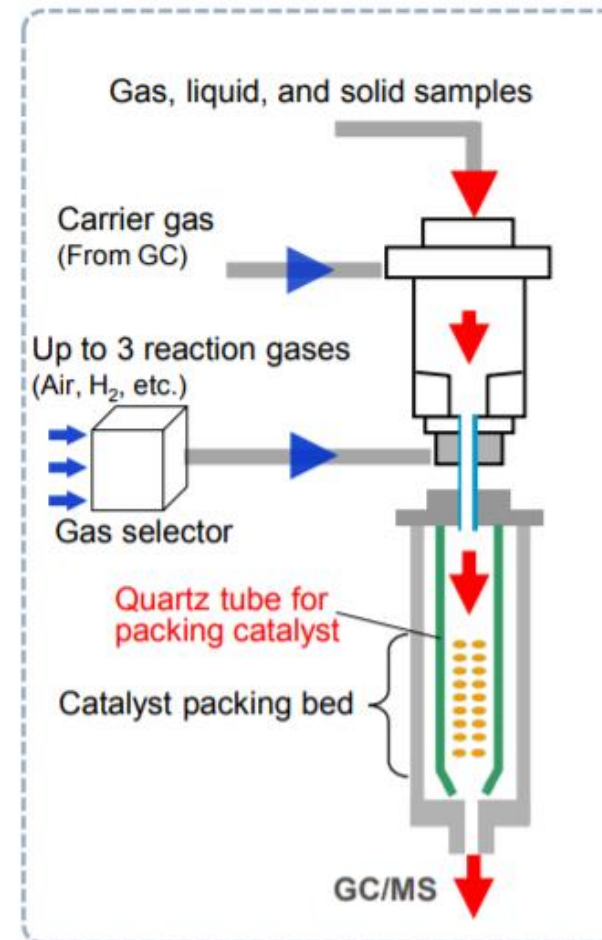 Gas, liquid, and solid samples
Carrier gas
(From GC)
Up to 3 reaction gases
(Air, H₂, etc.)
Gas selector
Quartz tube for
packing catalyst
Catalyst packing bed
GC/MS